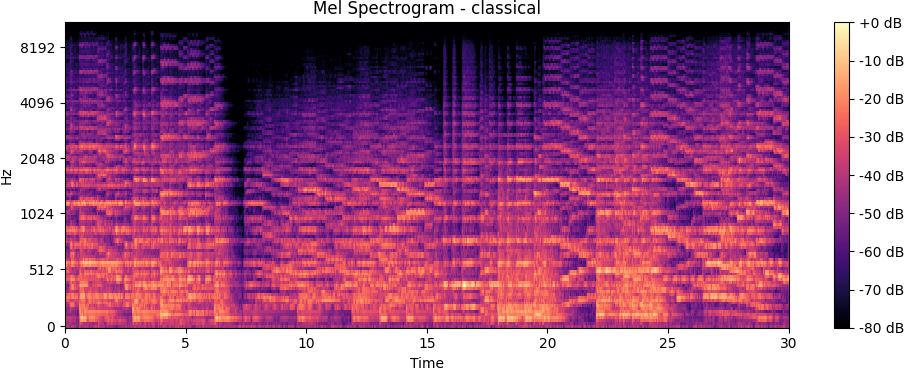 Mel Spectrogram - classical
Hz
8192
4096
2048
1024
512
0
0 5 10 15 20 25 30
Time
+0 dB
-10 dB
-20 dB
-30 dB
-40 dB
-50 dB
-60 dB
-70 dB
-80 dB